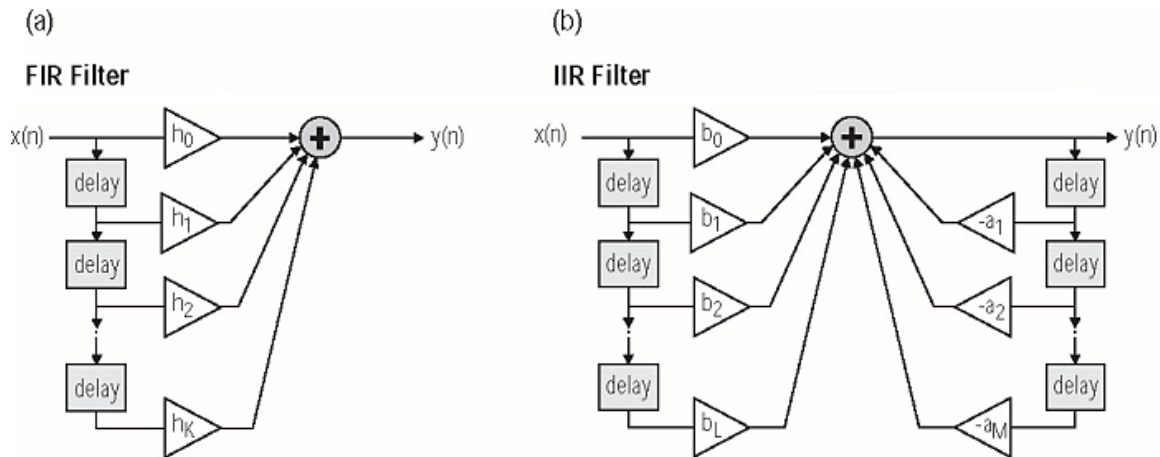 (a)
FIR Filter
x(n)
h0
y(n)
delay
h1
delay
h2
delay
hK
(b)
IIR Filter
x(n)
b0
y(n)
delay
delay
b1
-a1
delay
delay
b2
-a2
delay
delay
bL
-aM